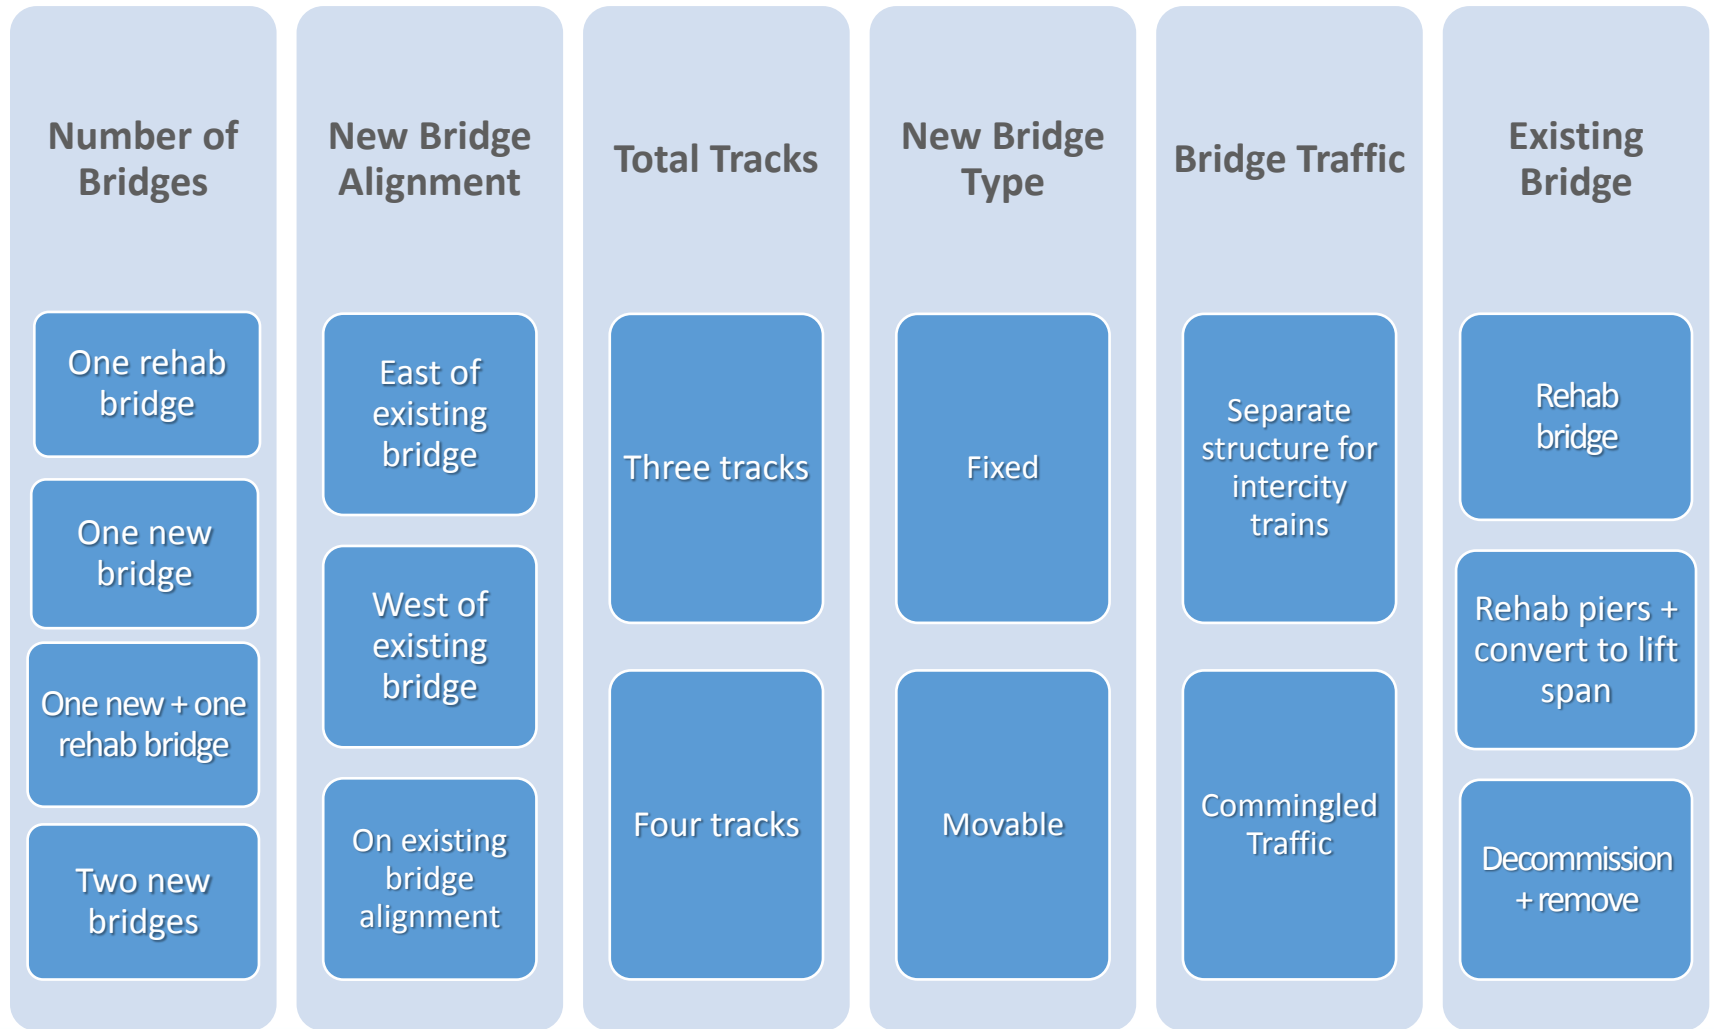 Number of
Bridges
One rehab
bridge
One new
bridge
One new + one
rehab bridge
Two new
bridges
New Bridge
Alignment
East of
existing
bridge
West of
existing
bridge
On existing
bridge
alignment
Total Tracks
Three tracks
Four tracks
New Bridge
Type
Fixed
Movable
Bridge Traffic
Separate
structure for
intercity
trains
Commingled
Traffic
Existing
Bridge
Rehab
bridge
Rehab piers +
convert to lift
span
Decommission
+ remove